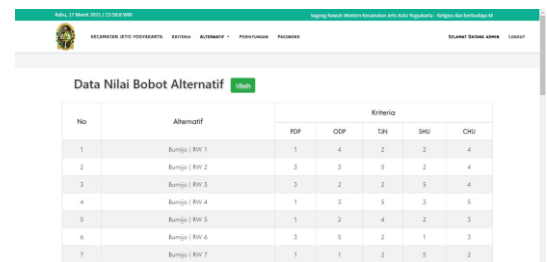 Rabu, 17 Maret 2021 / 23:58:0 WIB
Sugeng Rawuh Wonten Kecamatan Jetis Kota Yogyakarta - Religius dan berbudaya M
KECAMATAN JETIS YOGYAKARTA KRITERIA ALTERNATIF PERHITUNGAN PASSWORD SELAMAT DATANG ADMIN LOGOUT
Data Nilai Bobot Alternatif Ubah
No Alternatif Kriteria
PDP ODP TJN SHU CHU
1 Bumijo | RW 1 1 4 2 2 4
2 Bumijo | RW 2 3 3 5 2 4
3 Bumijo | RW 3 3 2 2 5 4
4 Bumijo | RW 4 1 3 5 3 5
5 Bumijo | RW 5 1 2 4 2 3
6 Bumijo | RW 6 3 5 2 1 3
7 Bumijo | RW 7 1 1 2 5 2